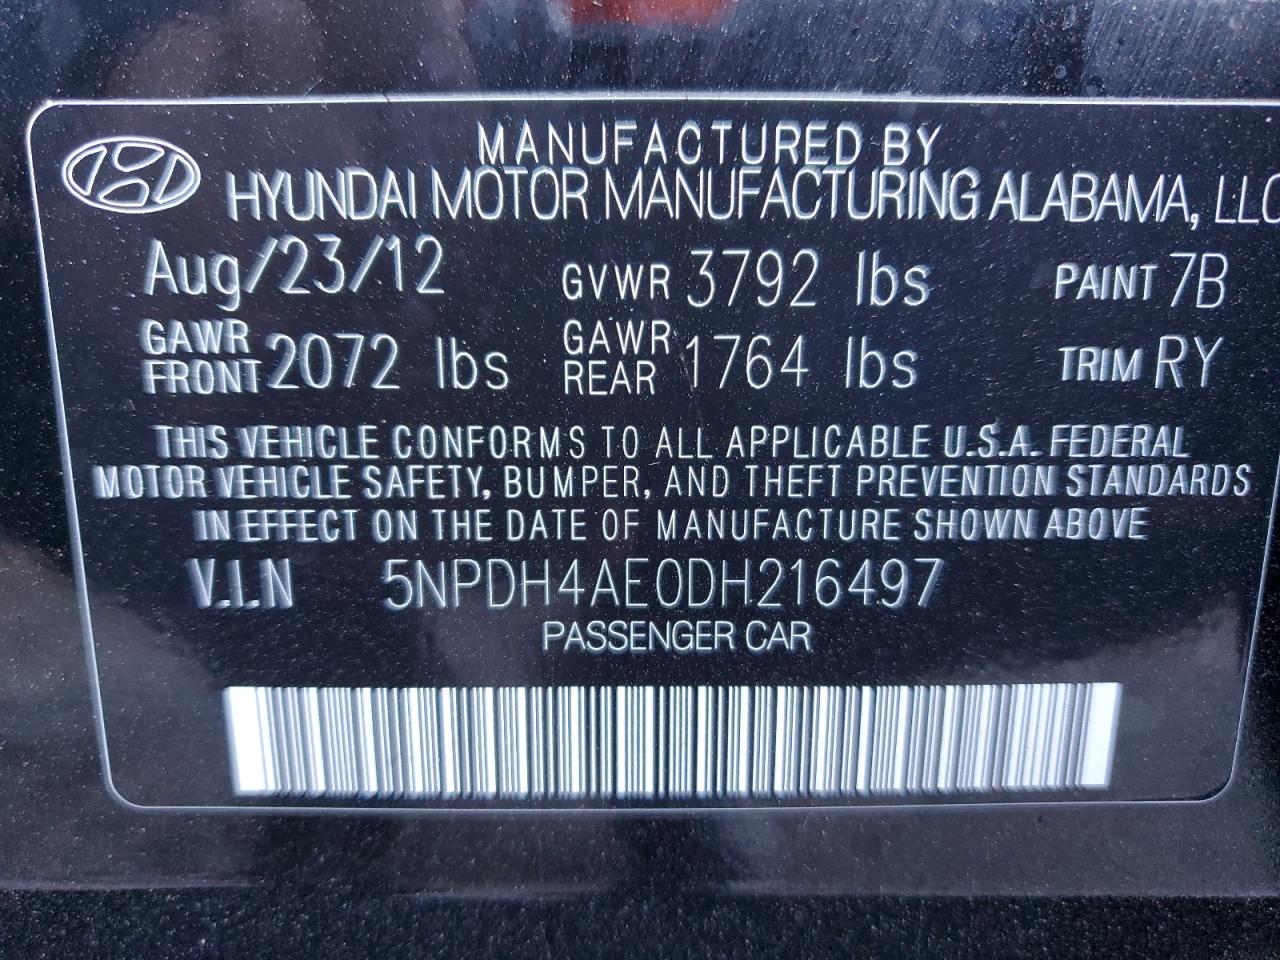 MANUFACTURED BY
HYUNDAI MOTOR MANUFACTURING ALABAMA, LLC
Aug/23/12 GVWR 3792 lbs PAINT 7B
GAWR FRONT 2072 lbs GAWR REAR 1764 lbs TRIM RY
THIS VEHICLE CONFORMS TO ALL APPLICABLE U.S.A. FEDERAL
MOTOR VEHICLE SAFETY, BUMPER, AND THEFT PREVENTION STANDARDS
IN EFFECT ON THE DATE OF MANUFACTURE SHOWN ABOVE
V.I.N 5NPDH4AE0DH216497
PASSENGER CAR